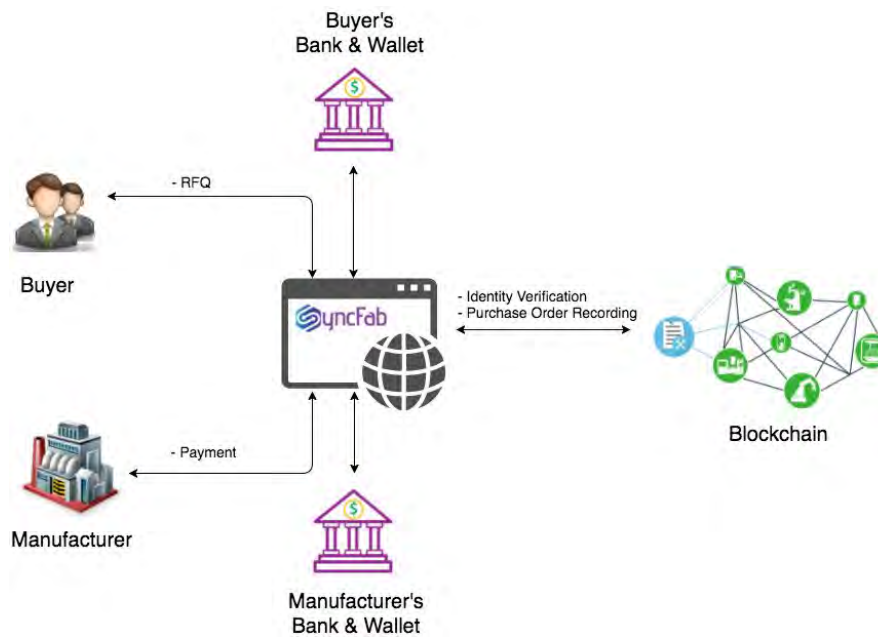 Buyer's
Bank & Wallet
- RFQ
Buyer
SyncFab
- Identity Verification
- Purchase Order Recording
Blockchain
- Payment
Manufacturer
Manufacturer's
Bank & Wallet